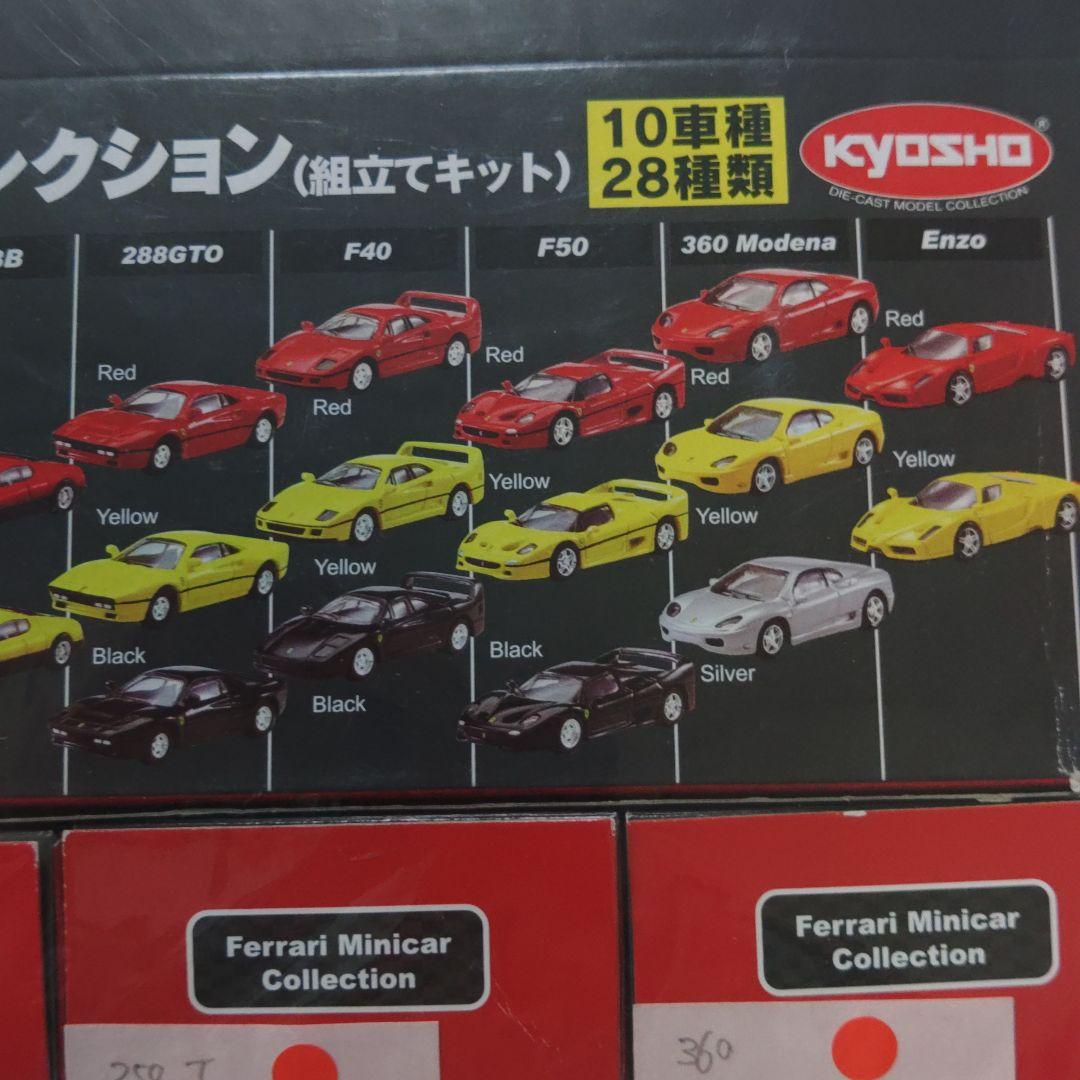 レクション(組立てキット)
10車種
28種類
KYOSHO®
DIE-CAST MODEL COLLECTION
288GTO
F40
F50
360 Modena
Enzo
Red
Red
Red
Red
Red
Yellow
Yellow
Yellow
Yellow
Yellow
Black
Black
Black
Silver
Ferrari Minicar
Collection
Ferrari Minicar
Collection
360